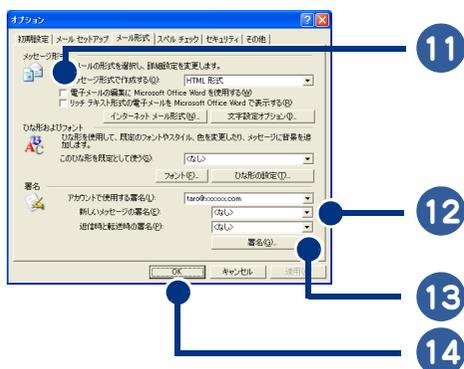 オプション
初期設定 メール セットアップ メール形式 スペル チェック セキュリティ その他
メッセージ形
メールの形式を選択し、詳細設定を変更します。
ッセージ形式で作成する(O): HTML 形式
電子メールの編集に Microsoft Office Word を使用する(W)
リッチ テキスト形式の電子メールを Microsoft Office Word で表示する(R)
インターネット メール形式(N)... 文字設定オプション(I)...
ひな形およびフォント
ひな形を使用して、既定のフォントやスタイル、色を変更したり、メッセージに背景を追加します。
このひな形を既定として使う(S): <なし>
フォント(F)... ひな形の設定(T)...
署名
アカウントで使用する署名(L):
新しいメッセージの署名(E): <なし>
返信時と転送時の署名(P): <なし>
署名(G)...
OK キャンセル 適用
11
12
13
14